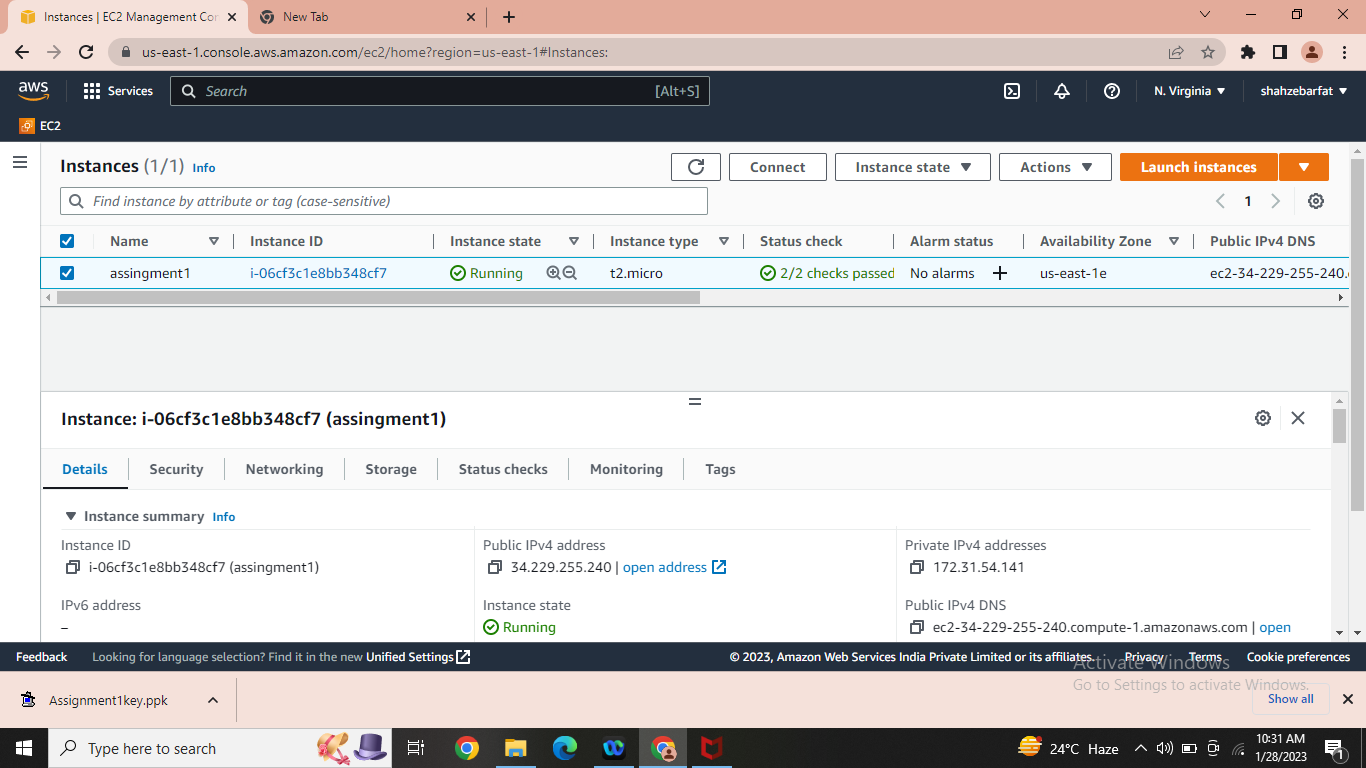 Instances | EC2 Management Con
New Tab
us-east-1.console.aws.amazon.com/ec2/home?region=us-east-1#Instances:
aws Services Search [Alt+S] N. Virginia shahzebarfat
EC2
Instances (1/1) Info Connect Instance state Actions Launch instances
Find instance by attribute or tag (case-sensitive) 1
Name Instance ID Instance state Instance type Status check Alarm status Availability Zone Public IPv4 DNS
assingment1 i-06cf3c1e8bb348cf7 Running t2.micro 2/2 checks passed No alarms us-east-1e ec2-34-229-255-240.
Instance: i-06cf3c1e8bb348cf7 (assingment1)
Details Security Networking Storage Status checks Monitoring Tags
Instance summary Info
Instance ID Public IPv4 address Private IPv4 addresses
i-06cf3c1e8bb348cf7 (assingment1) 34.229.255.240 | open address 172.31.54.141
IPv6 address Instance state Public IPv4 DNS
– Running ec2-34-229-255-240.compute-1.amazonaws.com | open
Feedback Looking for language selection? Find it in the new Unified Settings © 2023, Amazon Web Services India Private Limited or its affiliates. Privacy Terms Cookie preferences
Activate Windows
Go to Settings to activate Windows.
Assignment1key.ppk Show all
Type here to search 24°C Haze 10:31 AM
1/28/2023 1